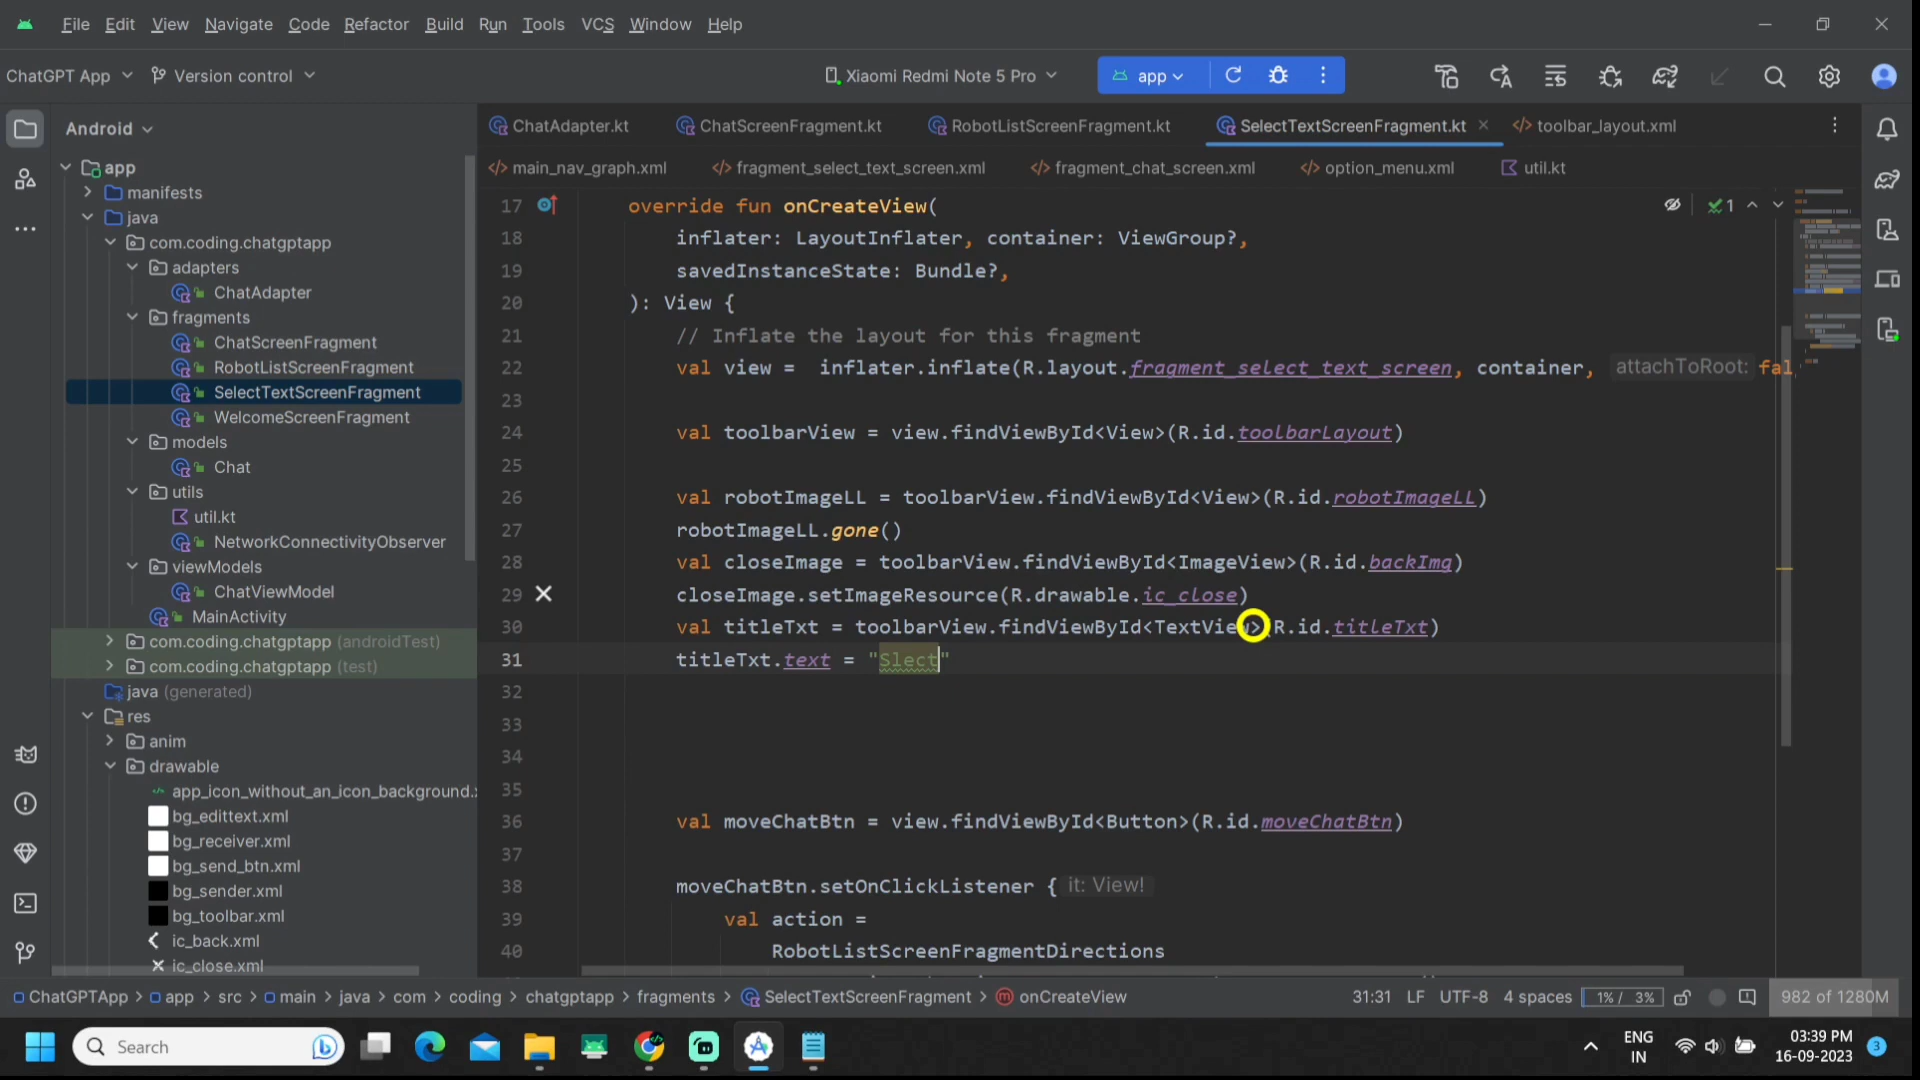 File Edit View Navigate Code Refactor Build Run Tools VCS Window Help
ChatGPT App Version control Xiaomi Redmi Note 5 Pro app
Android
app
manifests
java
com.coding.chatgptapp
adapters
ChatAdapter
fragments
ChatScreenFragment
RobotListScreenFragment
SelectTextScreenFragment
WelcomeScreenFragment
models
Chat
utils
util.kt
NetworkConnectivityObserver
viewModels
ChatViewModel
MainActivity
com.coding.chatgptapp (androidTest)
com.coding.chatgptapp (test)
java (generated)
res
anim
drawable
app_icon_without_an_icon_background.
bg_edittext.xml
bg_receiver.xml
bg_send_btn.xml
bg_sender.xml
bg_toolbar.xml
ic_back.xml
ic_close.xml
ChatAdapter.kt ChatScreenFragment.kt RobotListScreenFragment.kt SelectTextScreenFragment.kt toolbar_layout.xml
main_nav_graph.xml fragment_select_text_screen.xml fragment_chat_screen.xml option_menu.xml util.kt
1
17 override fun onCreateView(
18 inflater: LayoutInflater, container: ViewGroup?,
19 savedInstanceState: Bundle?,
20 ): View {
21 // Inflate the layout for this fragment
22 val view = inflater.inflate(R.layout.fragment_select_text_screen, container, attachToRoot: fal
23
24 val toolbarView = view.findViewById<View>(R.id.toolbarLayout)
25
26 val robotImageLL = toolbarView.findViewById<View>(R.id.robotImageLL)
27 robotImageLL.gone()
28 val closeImage = toolbarView.findViewById<ImageView>(R.id.backImg)
29 closeImage.setImageResource(R.drawable.ic_close)
30 val titleTxt = toolbarView.findViewById<TextView>(R.id.titleTxt)
31 titleTxt.text = "Slect"
32
33
34
35
36 val moveChatBtn = view.findViewById<Button>(R.id.moveChatBtn)
37
38 moveChatBtn.setOnClickListener { it: View!
39 val action =
40 RobotListScreenFragmentDirections
ChatGPTApp > app > src > main > java > com > coding > chatgptapp > fragments > SelectTextScreenFragment > onCreateView 31:31 LF UTF-8 4 spaces 1% / 3% 982 of 1280M
Search ENG IN 03:39 PM 16-09-2023 3